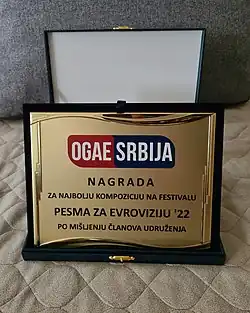 OGAE SRBIJA
NAGRADA
ZA NAJBOLJU KOMPOZICIJU NA FESTIVALU
PESMA ZA EVROVIZIJU '22
PO MIŠLJENJU ČLANOVA UDRUŽENJA